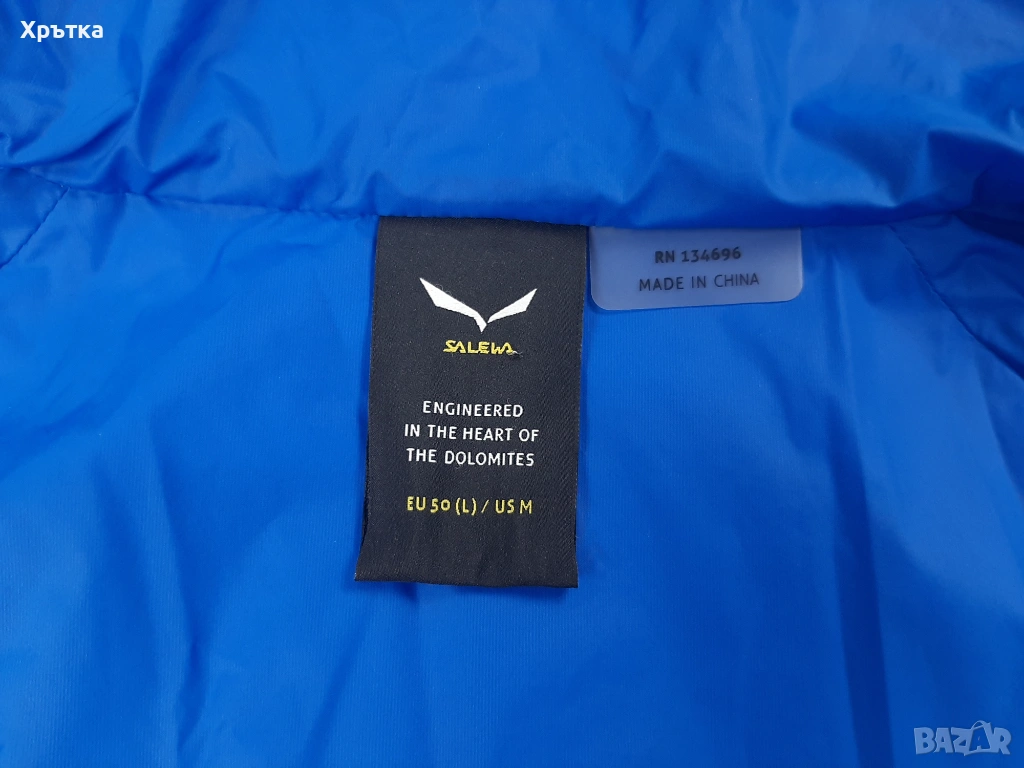 Хрътка
RN 134696
MADE IN CHINA
SALEWA
ENGINEERED
IN THE HEART OF
THE DOLOMITES
EU 50 (L) / US M
BAZAR